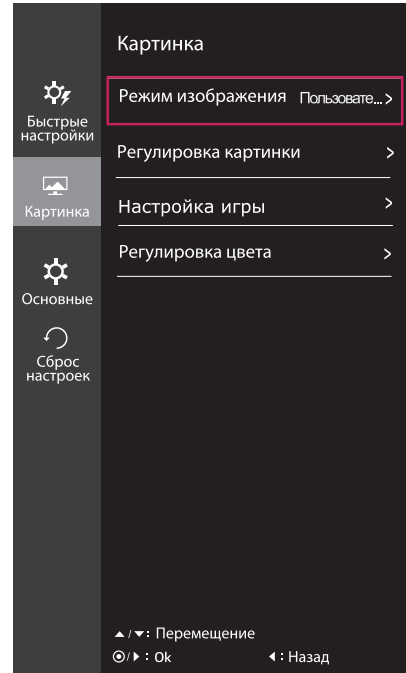 Картинка
Режим изображения Пользовате...>
Быстрые
настройки
Регулировка картинки >
Картинка
Настройка игры >
Регулировка цвета >
Основные
Сброс
настроек
▲/▼: Перемещение
⦿/▶ : Ok ◀ : Назад